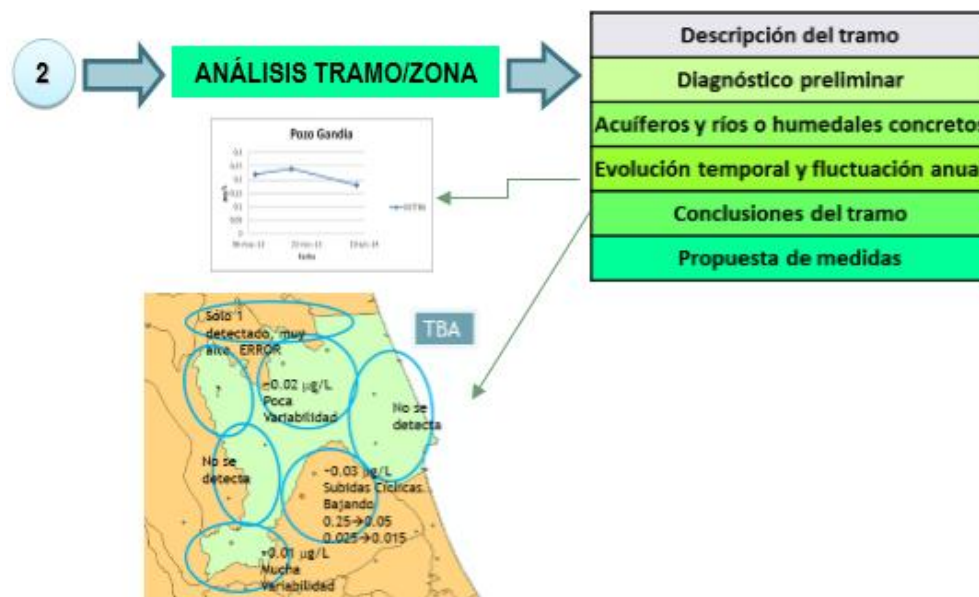 2
ANÁLISIS TRAMO/ZONA
Descripción del tramo
Diagnóstico preliminar
Acuíferos y ríos o humedales concretos
Evolución temporal y fluctuación anua
Conclusiones del tramo
Propuesta de medidas
Pozo Gandia
TBA
Sólo 1
detectado, muy
alto. ERROR
?
~0.02 µg/L
Poca
Variabilidad
No se
detecta
No se
detecta
~0.03 µg/L
Subidas Cíclicas.
Bajando
0.25→0.05
0.025→0.015
~0.01 µg/L
Mucha
Variabilidad